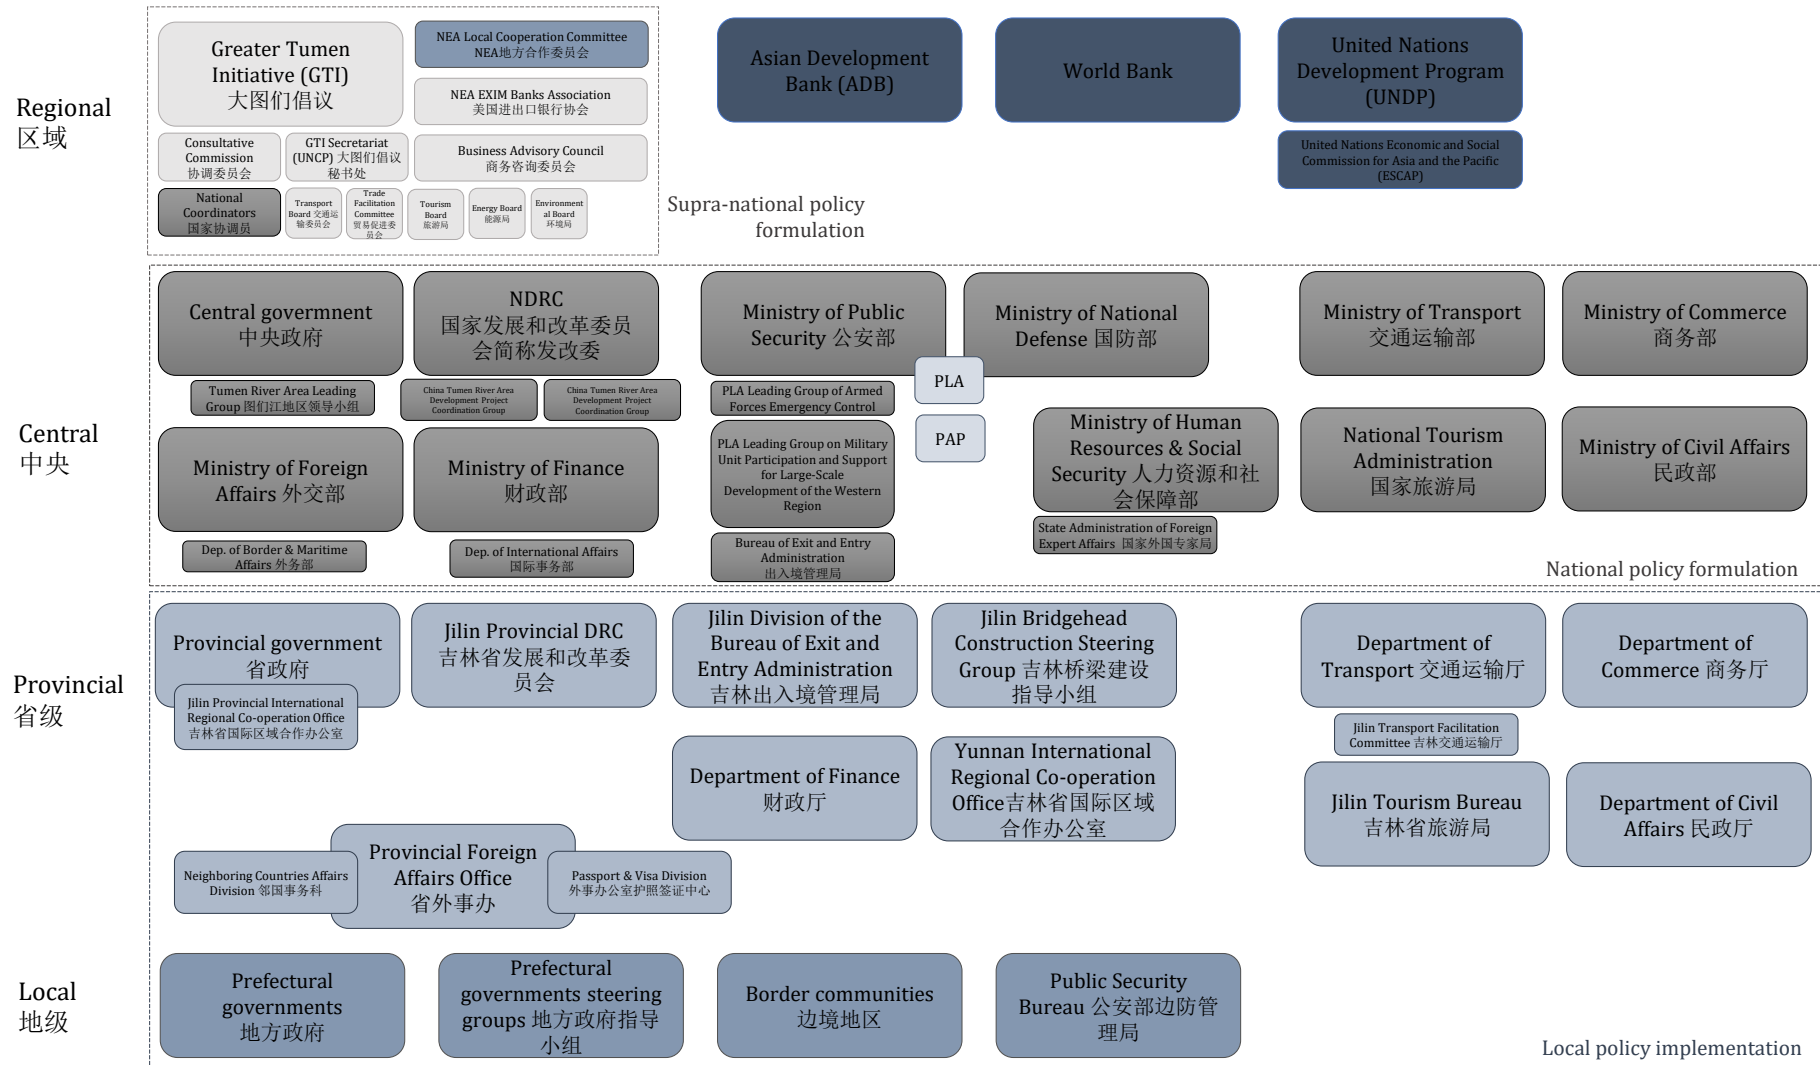 Regional
区域
Greater Tumen
Initiative (GTI)
大图们倡议
NEA Local Cooperation Committee
NEA地方合作委员会
NEA EXIM Banks Association
美国进出口银行协会
Consultative
Commission
协调委员会
GTI Secretariat
(UNCP) 大图们倡议
秘书处
Business Advisory Council
商务咨询委员会
National
Coordinators
国家协调员
Transport
Board 交通运
输委员会
Trade
Facilitation
Committee
贸易促进委
员会
Tourism
Board
旅游局
Energy Board
能源局
Environment
al Board
环境局
Asian Development
Bank (ADB)
World Bank
United Nations
Development Program
(UNDP)
United Nations Economic and Social
Commission for Asia and the Pacific
(ESCAP)
Supra-national policy
formulation
Central
中央
Central govermnent
中央政府
NDRC
国家发展和改革委员
会简称发改委
Ministry of Public
Security 公安部
Ministry of National
Defense 国防部
Ministry of Transport
交通运输部
Ministry of Commerce
商务部
Tumen River Area Leading
Group 图们江地区领导小组
China Tumen River Area
Development Project
Coordination Group
China Tumen River Area
Development Project
Coordination Group
PLA Leading Group of Armed
Forces Emergency Control
PLA
PAP
Ministry of Foreign
Affairs 外交部
Ministry of Finance
财政部
PLA Leading Group on Military
Unit Participation and Support
for Large-Scale
Development of the Western
Region
Ministry of Human
Resources & Social
Security 人力资源和社
会保障部
National Tourism
Administration
国家旅游局
Ministry of Civil Affairs
民政部
Dep. of Border & Maritime
Affairs 外务部
Dep. of International Affairs
国际事务部
Bureau of Exit and Entry
Administration
出入境管理局
State Administration of Foreign
Expert Affairs 国家外国专家局
National policy formulation
Provincial
省级
Provincial government
省政府
Jilin Provincial International
Regional Co-operation Office
吉林省国际区域合作办公室
Jilin Provincial DRC
吉林省发展和改革委
员会
Jilin Division of the
Bureau of Exit and
Entry Administration
吉林出入境管理局
Jilin Bridgehead
Construction Steering
Group 吉林桥梁建设
指导小组
Department of
Transport 交通运输厅
Department of
Commerce 商务厅
Jilin Transport Facilitation
Committee 吉林交通运输厅
Department of Finance
财政厅
Yunnan International
Regional Co-operation
Office吉林省国际区域
合作办公室
Jilin Tourism Bureau
吉林省旅游局
Department of Civil
Affairs 民政厅
Neighboring Countries Affairs
Division 邻国事务科
Provincial Foreign
Affairs Office
省外事办
Passport & Visa Division
外事办公室护照签证中心
Local
地级
Prefectural
governments
地方政府
Prefectural
governments steering
groups 地方政府指导
小组
Border communities
边境地区
Public Security
Bureau 公安部边防管
理局
Local policy implementation